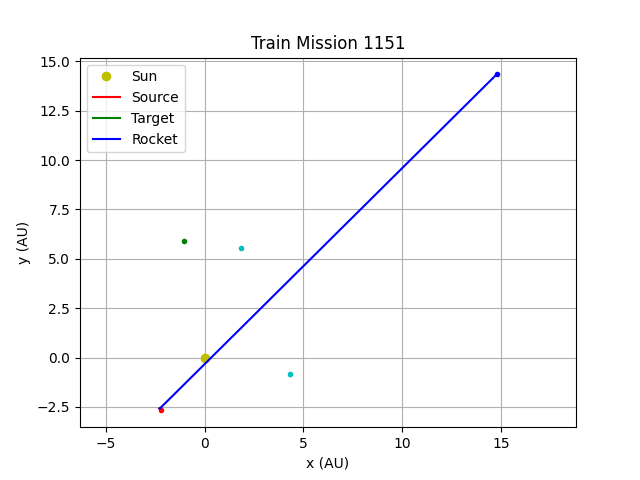 Train Mission 1151
Sun
Source
Target
Rocket
15.0
12.5
10.0
7.5
5.0
2.5
0.0
−2.5
y (AU)
−5
0
5
10
15
x (AU)